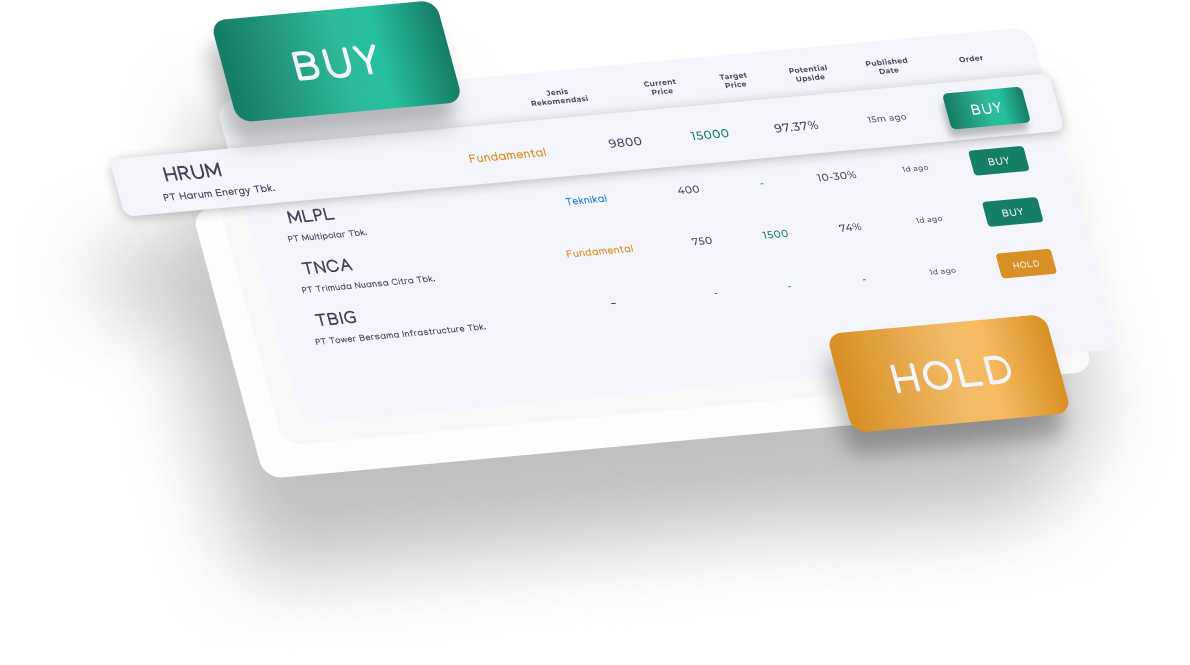 BUY
Jenis Rekomendasi
Current Price
Target Price
Potential Upside
Published Date
Order
HRUM
PT Harum Energy Tbk.
Fundamental
9800
15000
97.37%
15m ago
BUY
MLPL
PT Multipolar Tbk.
Teknikal
400
-
10-30%
1d ago
BUY
TNCA
PT Trimuda Nuansa Citra Tbk.
Fundamental
750
1500
74%
1d ago
BUY
TBIG
PT Tower Bersama Infrastructure Tbk.
-
-
-
-
1d ago
HOLD
HOLD